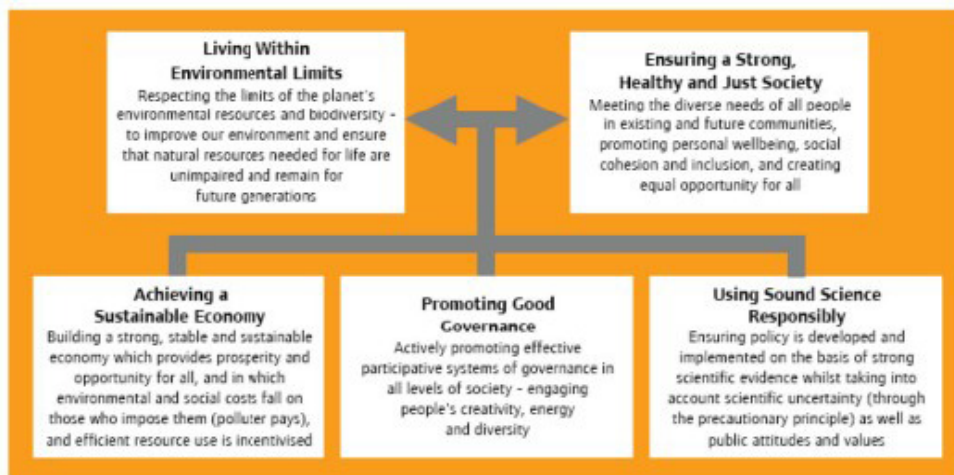 Living Within
Environmental Limits
Respecting the limits of the planet's
environmental resources and biodiversity -
to improve our environment and ensure
that natural resources needed for life are
unimpaired and remain for
future generations
Ensuring a Strong,
Healthy and Just Society
Meeting the diverse needs of all people
in existing and future communities,
promoting personal wellbeing, social
cohesion and inclusion, and creating
equal opportunity for all
Achieving a
Sustainable Economy
Building a strong, stable and sustainable
economy which provides prosperity and
opportunity for all, and in which
environmental and social costs fall on
those who impose them (polluter pays),
and efficient resource use is incentivised
Promoting Good
Governance
Actively promoting effective
participative systems of governance in
all levels of society - engaging
people's creativity, energy
and diversity
Using Sound Science
Responsibly
Ensuring policy is developed and
implemented on the basis of strong
scientific evidence whilst taking into
account scientific uncertainty (through
the precautionary principle) as well as
public attitudes and values